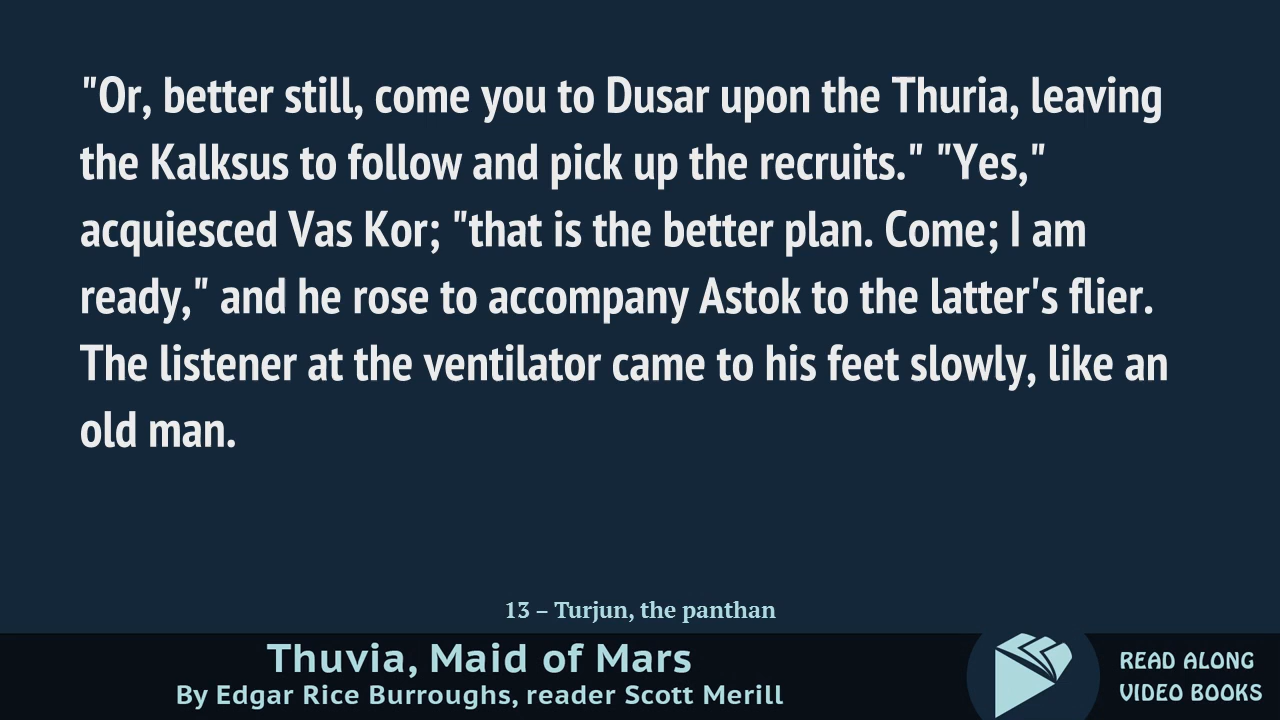 "Or, better still, come you to Dusar upon the Thuria, leaving
the Kalksus to follow and pick up the recruits." "Yes,"
acquiesced Vas Kor; "that is the better plan. Come; I am
ready," and he rose to accompany Astok to the latter's flier.
The listener at the ventilator came to his feet slowly, like an
old man.
13 – Turjun, the panthan
Thuvia, Maid of Mars
By Edgar Rice Burroughs, reader Scott Merill
READ ALONG
VIDEO BOOKS